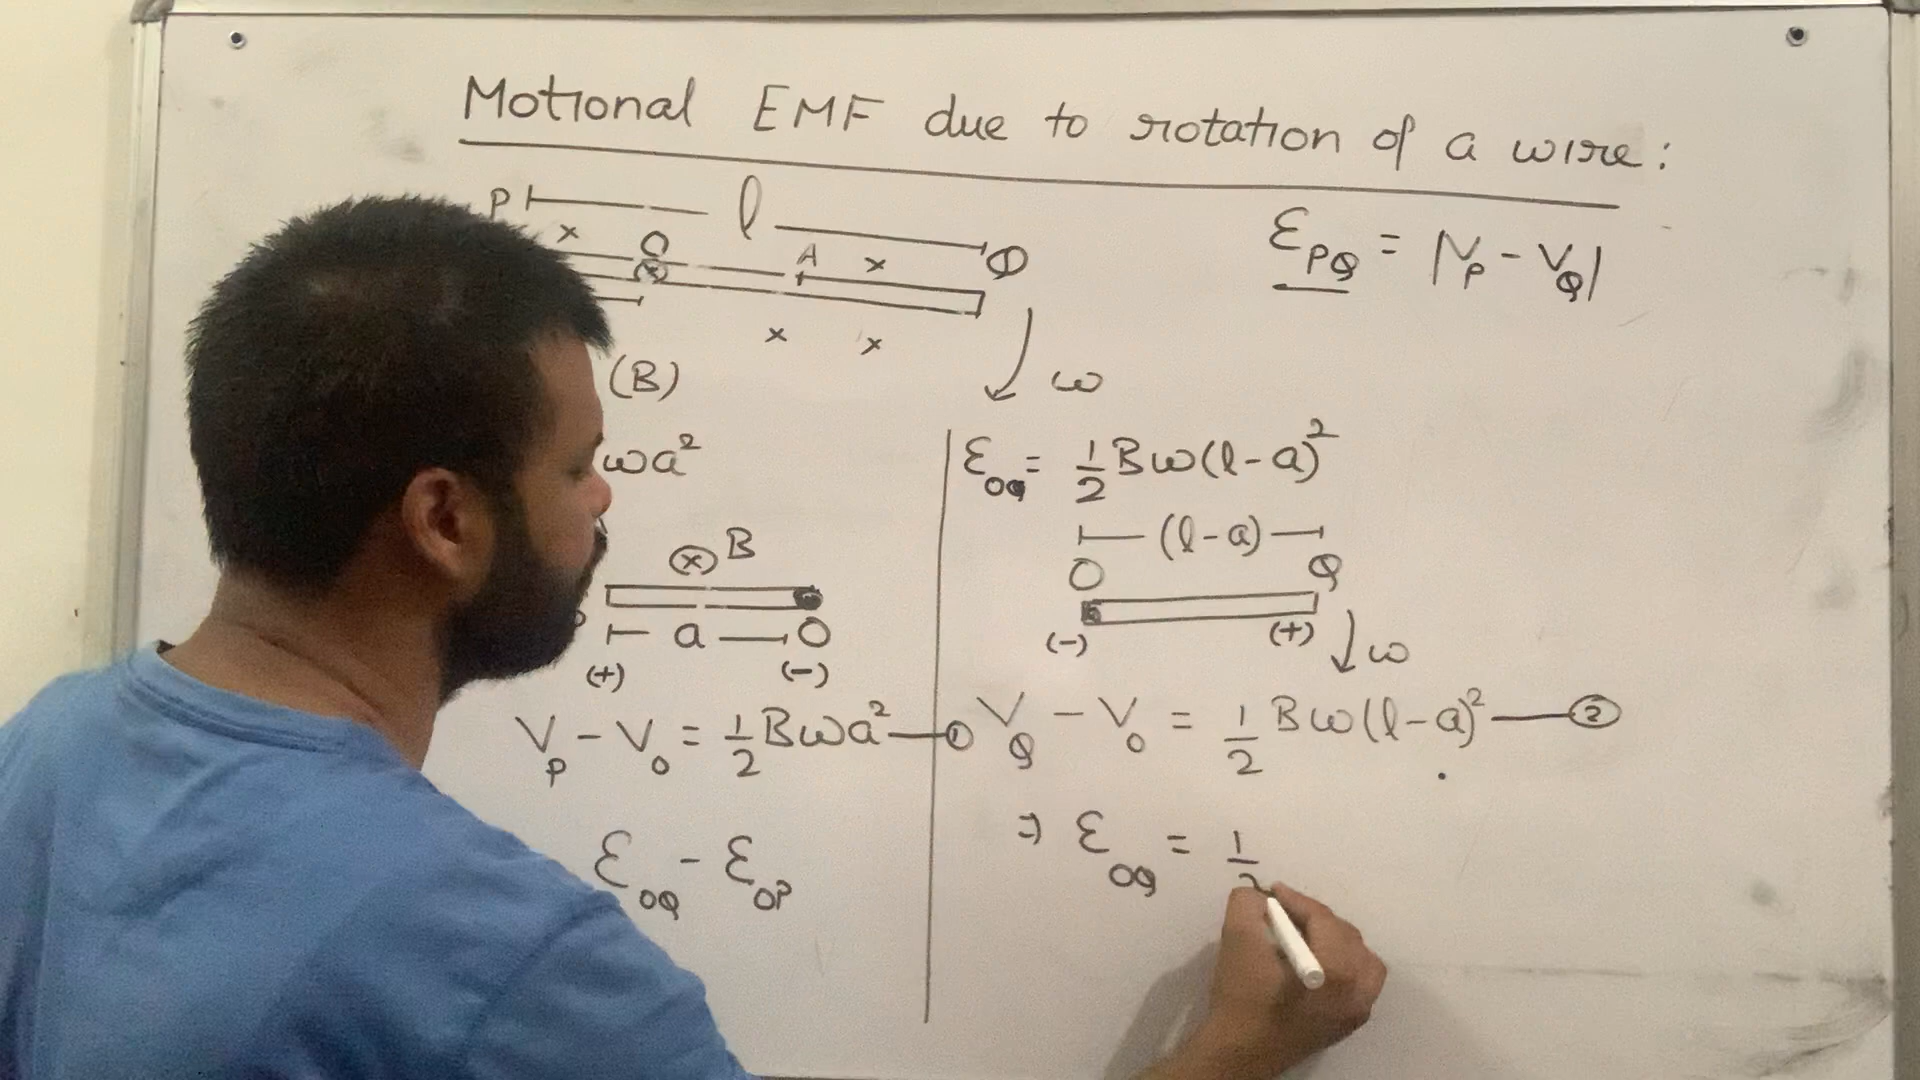 Motional EMF due to rotation of a wire:
P l Q
x O A x
(x)
x x
ε_PQ = |V_P - V_Q|
(B) ω
ωa²
⊗ B
a O
(+) (-)
V_P - V_O = 1/2 Bωa² — ①
ε_OQ - ε_OP
ε_OQ = 1/2 Bω(l-a)²
(l-a)
O Q
(-) (+) ω
V_Q - V_O = 1/2 Bω(l-a)² — ②
⇒ ε_OQ = 1/2